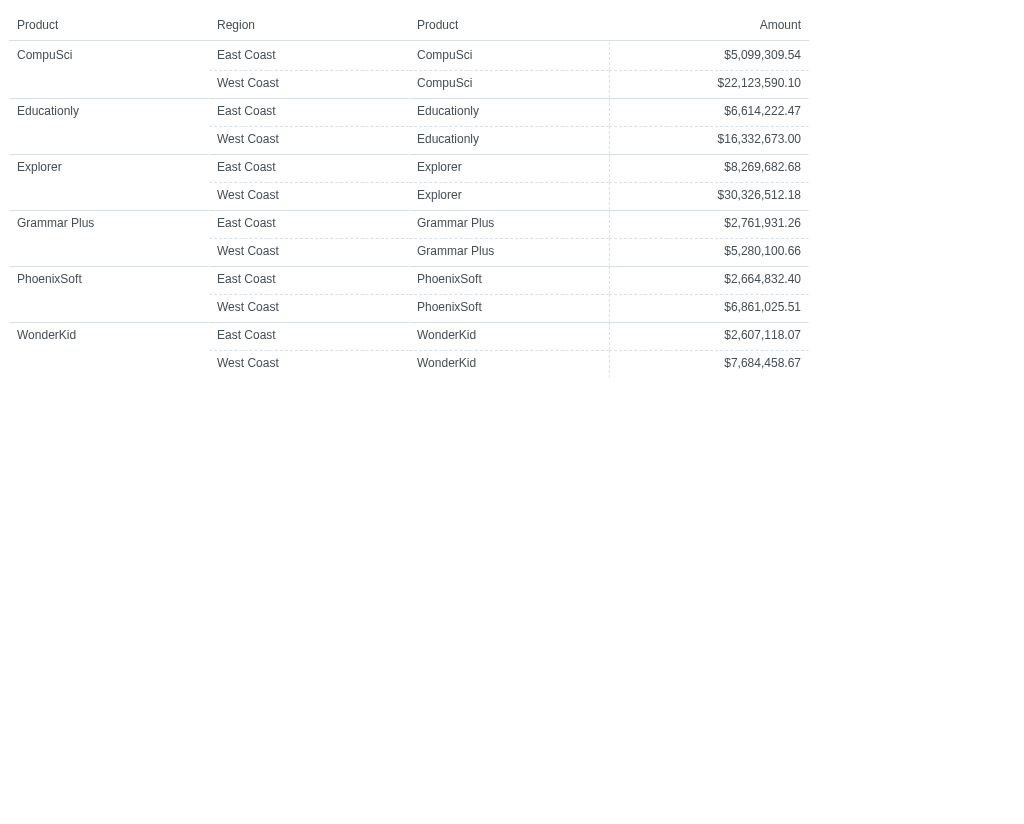 Product Region Product Amount
CompuSci East Coast CompuSci $5,099,309.54
West Coast CompuSci $22,123,590.10
Educationly East Coast Educationly $6,614,222.47
West Coast Educationly $16,332,673.00
Explorer East Coast Explorer $8,269,682.68
West Coast Explorer $30,326,512.18
Grammar Plus East Coast Grammar Plus $2,761,931.26
West Coast Grammar Plus $5,280,100.66
PhoenixSoft East Coast PhoenixSoft $2,664,832.40
West Coast PhoenixSoft $6,861,025.51
WonderKid East Coast WonderKid $2,607,118.07
West Coast WonderKid $7,684,458.67